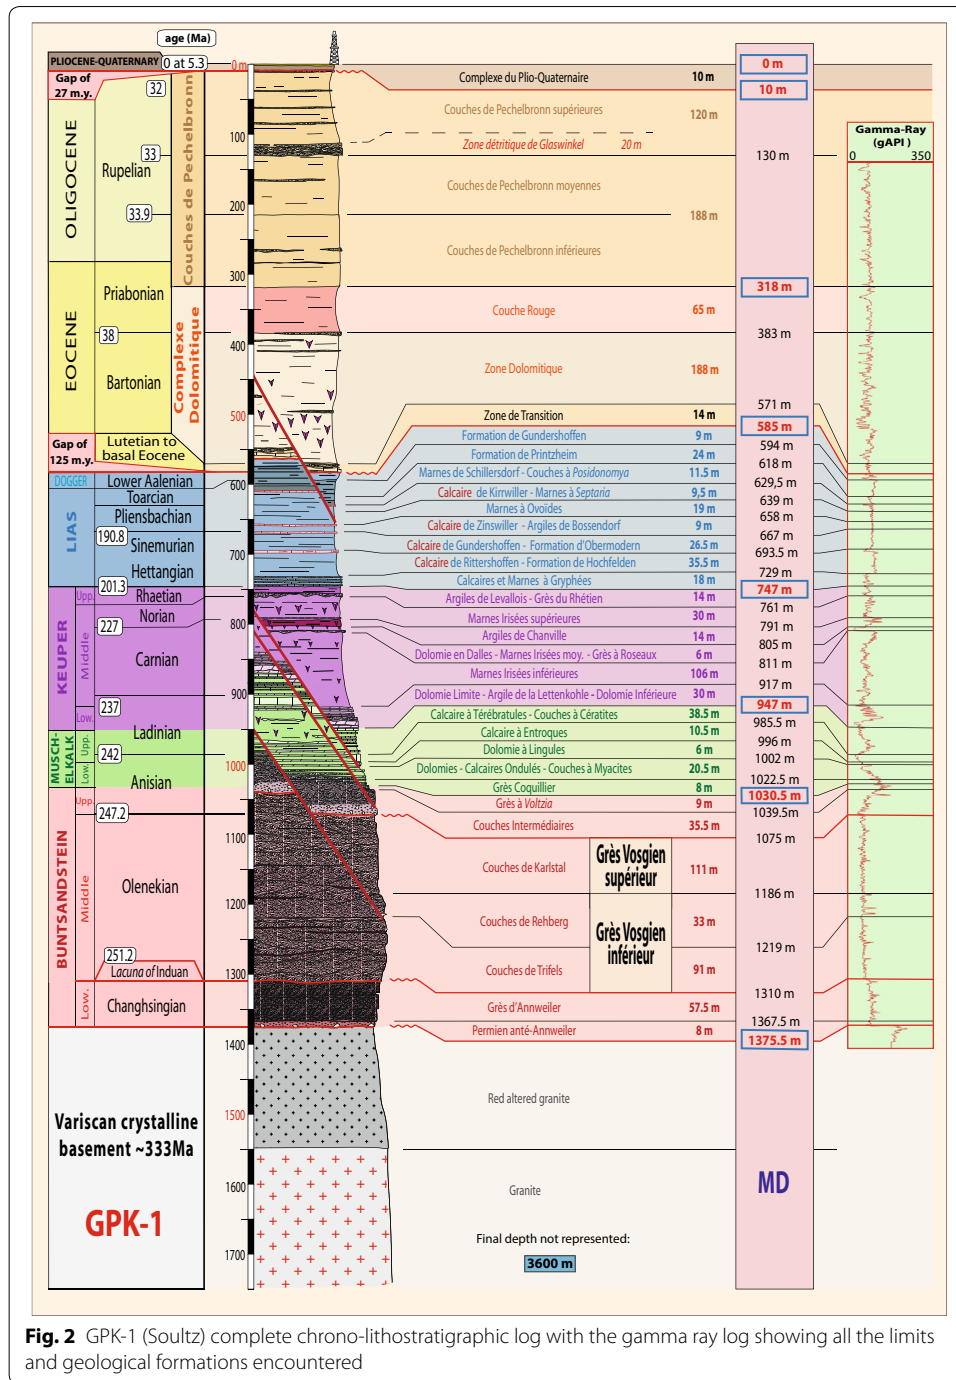 age (Ma)
PLIOCENE-QUATERNARY
0 at 5.3
0 m
Gap of
27 m.y.
32
OLIGOCENE
Rupelian
33
33.9
Couches de Pechelbronn
EOCENE
Priabonian
38
Bartonian
Complexe
Dolomitique
Gap of
125 m.y.
Lutetian to
basal Eocene
DOGGER
Lower Aalenian
LIAS
Toarcian
Pliensbachian
190.8
Sinemurian
Hettangian
201.3
KEUPER
Upp.
Rhaetian
Middle
Norian
227
Carnian
237
Low.
Ladinian
MUSCH-
ELKALK
Upp.
242
Low.
Anisian
BUNTSANDSTEIN
Upp.
247.2
Middle
Olenekian
251.2
Lacuna of Induan
Low.
Changhsingian
Variscan crystalline
basement ~333Ma
GPK-1
100
200
300
400
500
600
700
800
900
1000
1100
1200
1300
1400
1500
1600
1700
Complexe du Plio-Quaternaire 10 m
Couches de Pechelbronn supérieures 120 m
Zone détritique de Glaswinkel 20 m
Couches de Pechelbronn moyennes
188 m
Couches de Pechelbronn inférieures
Couche Rouge 65 m
Zone Dolomitique 188 m
Zone de Transition 14 m
Formation de Gundershoffen 9 m
Formation de Printzheim 24 m
Marnes de Schillersdorf - Couches à Posidonomya 11.5 m
Calcaire de Kirrwiller - Marnes à Septaria 9,5 m
Marnes à Ovoïdes 19 m
Calcaire de Zinswiller - Argiles de Bossendorf 9 m
Calcaire de Gundershoffen - Formation d'Obermodern 26.5 m
Calcaire de Rittershoffen - Formation de Hochfelden 35.5 m
Calcaires et Marnes à Gryphées 18 m
Argiles de Levallois - Grès du Rhétien 14 m
Marnes Irisées supérieures 30 m
Argiles de Chanville 14 m
Dolomie en Dalles - Marnes Irisées moy. - Grès à Roseaux 6 m
Marnes Irisées inférieures 106 m
Dolomie Limite - Argile de la Lettenkohle - Dolomie Inférieure 30 m
Calcaire à Térébratules - Couches à Cératites 38.5 m
Calcaire à Entroques 10.5 m
Dolomie à Lingules 6 m
Dolomies - Calcaires Ondulés - Couches à Myacites 20.5 m
Grès Coquillier 8 m
Grès à Voltzia 9 m
Couches Intermédiaires 35.5 m
Couches de Karlstal 111 m
Grès Vosgien
supérieur
Couches de Rehberg 33 m
Grès Vosgien
inférieur
Couches de Trifels 91 m
Grès d'Annweiler 57.5 m
Permien anté-Annweiler 8 m
Red altered granite
Granite
Final depth not represented:
3600 m
0 m
10 m
130 m
318 m
383 m
571 m
585 m
594 m
618 m
629,5 m
639 m
658 m
667 m
693.5 m
729 m
747 m
761 m
791 m
805 m
811 m
917 m
947 m
985.5 m
996 m
1002 m
1022.5 m
1030.5 m
1039.5m
1075 m
1186 m
1219 m
1310 m
1367.5 m
1375.5 m
MD
Gamma-Ray
(gAPI )
0 350
Fig. 2 GPK-1 (Soultz) complete chrono-lithostratigraphic log with the gamma ray log showing all the limits
and geological formations encountered